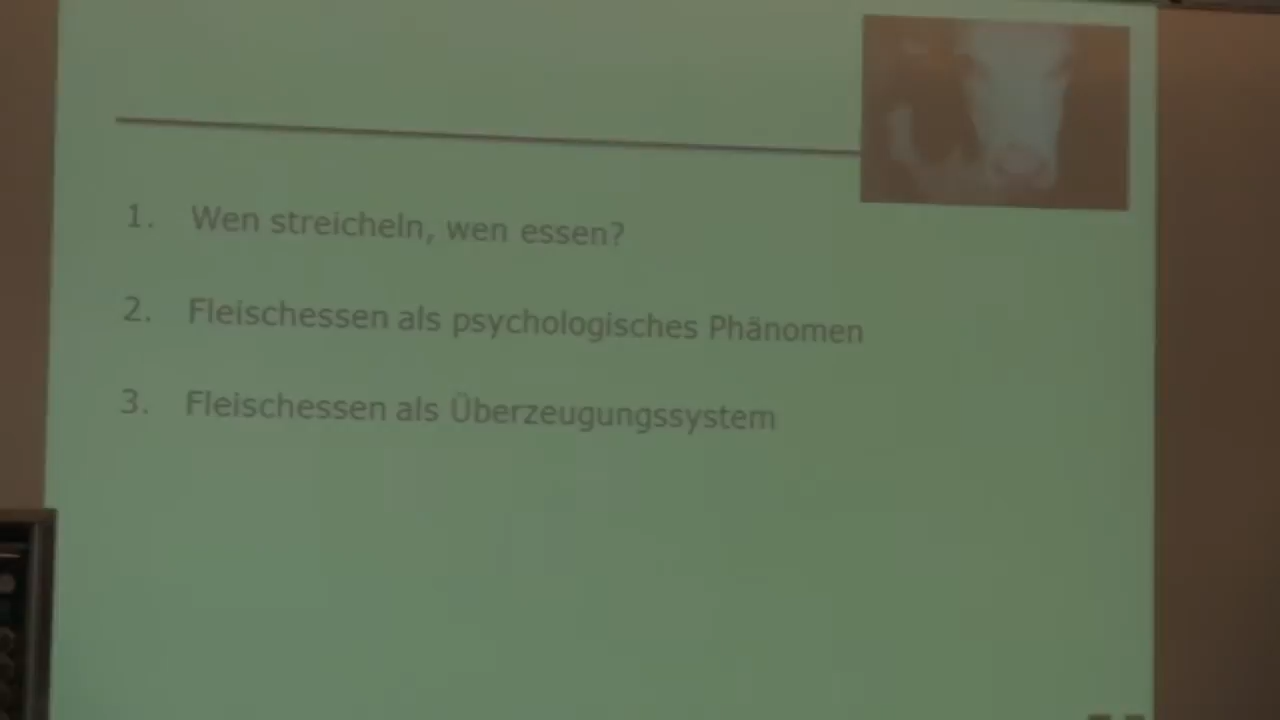 1. Wen streicheln, wen essen?
2. Fleischessen als psychologisches Phänomen
3. Fleischessen als Überzeugungssystem